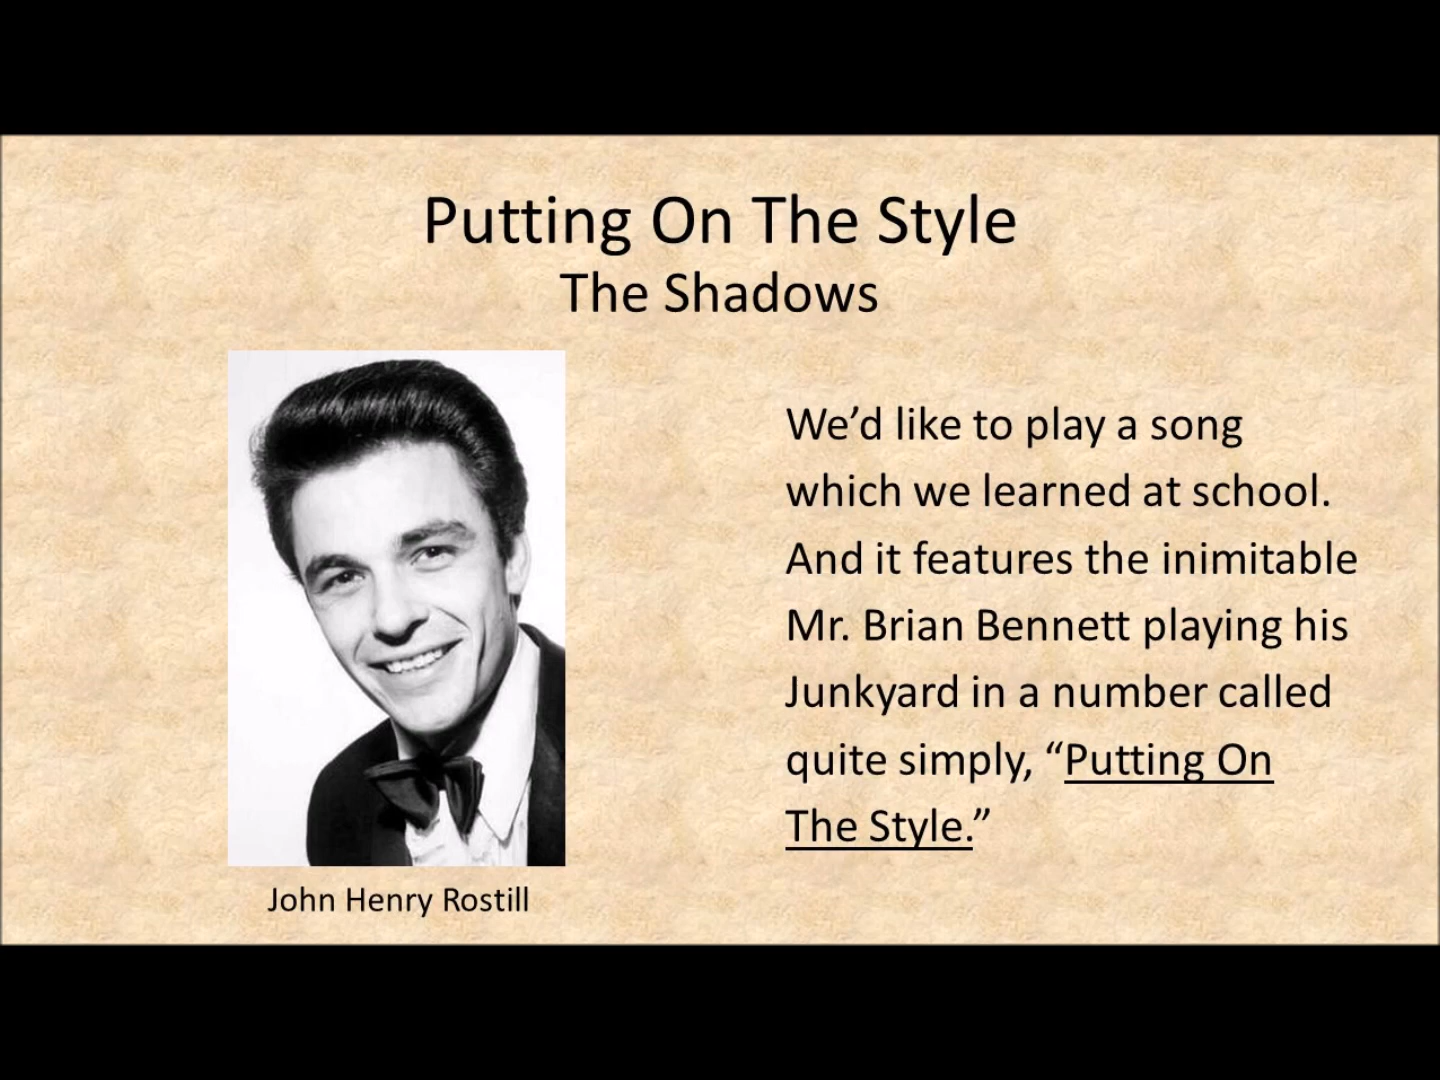 Putting On The Style
The Shadows
We’d like to play a song
which we learned at school.
And it features the inimitable
Mr. Brian Bennett playing his
Junkyard in a number called
quite simply, “Putting On
The Style.”
John Henry Rostill